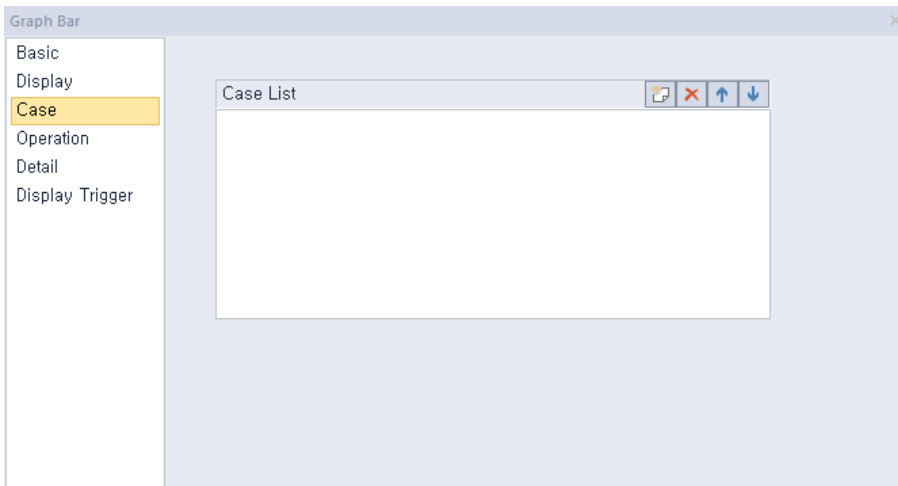 Graph Bar
Basic
Display
Case
Operation
Detail
Display Trigger
Case List